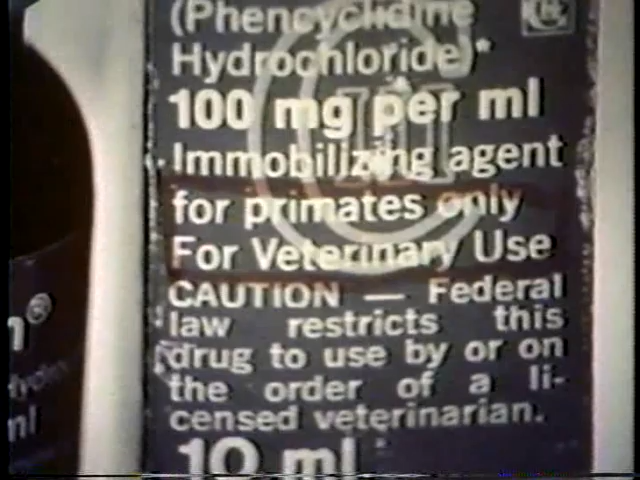 (Phencyclidine
Hydrochloride)*
100 mg per ml
Immobilizing agent
for primates only
For Veterinary Use
CAUTION — Federal
law restricts this
drug to use by or on
the order of a li-
censed veterinarian.
10 ml
®
ml